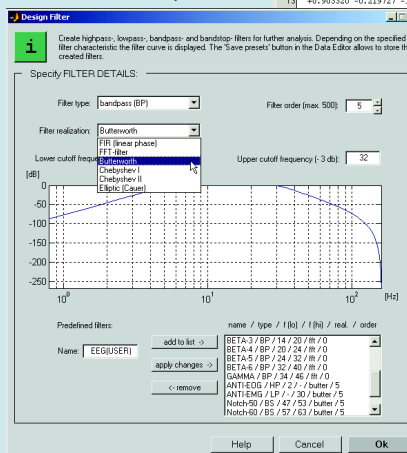 Design Filter
Create highpass-, lowpass-, bandpass- and bandstop- filters for further analysis. Depending on the specified
filter characteristic the filter curve is displayed. The 'Save presets' button in the Data Editor allows to store the
created filters.
Specify FILTER DETAILS:
Filter type: bandpass (BP)
Filter order (max. 500): 5
Filter realization: Butterworth
FIR (linear phase)
FFT-filter
Butterworth
Chebyshev I
Chebyshev II
Elliptic (Cauer)
Lower cutoff freque
Upper cutoff frequency (- 3 db): 32
[dB]
0
-50
-100
-150
-200
-250
10^0 10^1 10^2 [Hz]
Predefined filters:
name / type / f (lo) / f (hi) / real. / order
Name: EEG(USER)
add to list ->
apply changes ->
<- remove
BETA-3 / BP / 14 / 20 / fft / 0
BETA-4 / BP / 20 / 24 / fft / 0
BETA-5 / BP / 24 / 32 / fft / 0
BETA-6 / BP / 32 / 40 / fft / 0
GAMMA / BP / 34 / 46 / fft / 0
ANTI-EOG / HP / 2 / - / butter / 5
ANTI-EMG / LP / - / 30 / butter / 5
Notch-50 / BS / 47 / 53 / butter / 5
Notch-60 / BS / 57 / 63 / butter / 5
Help Cancel Ok